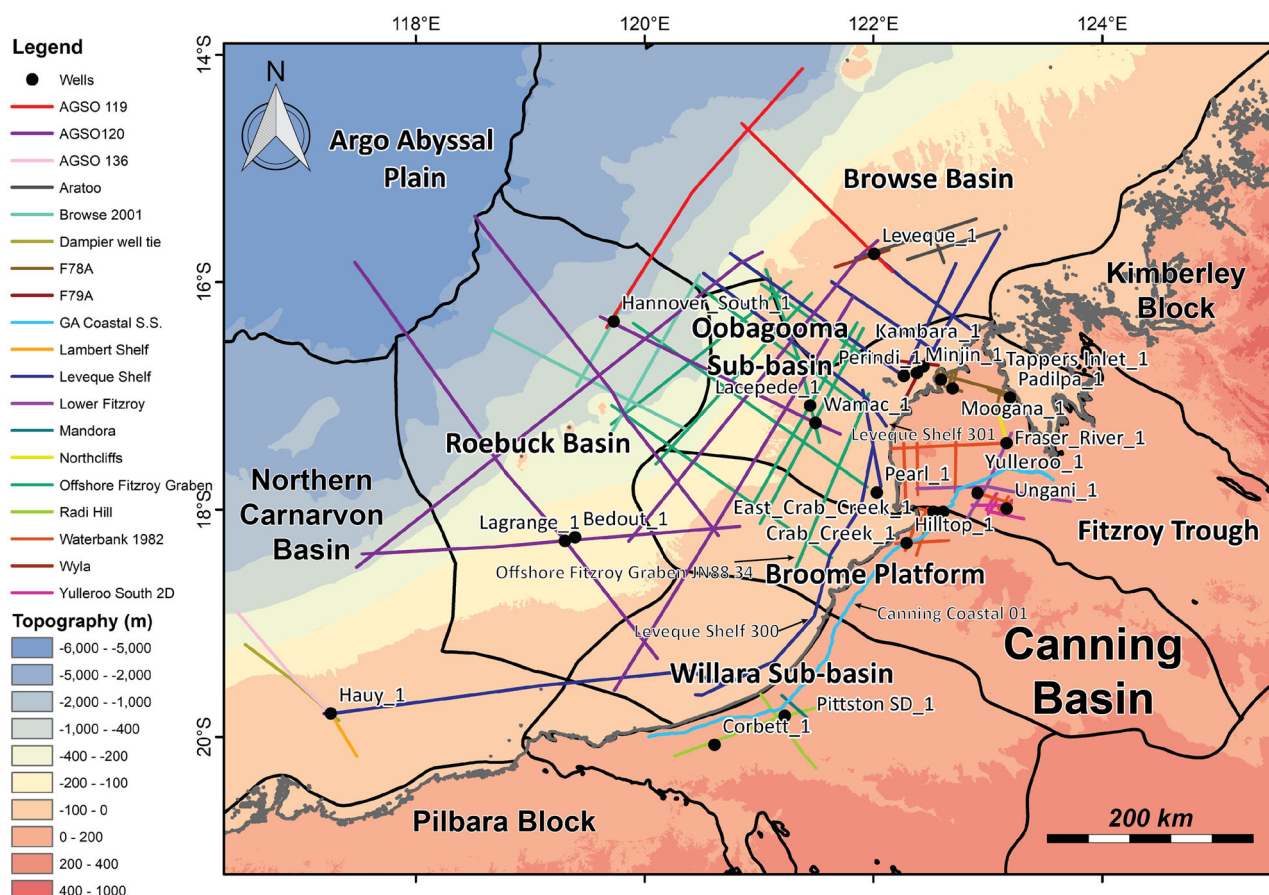 118°E
120°E
122°E
124°E
14°S
16°S
18°S
20°S
Legend
Wells
AGSO 119
AGSO120
AGSO 136
Aratoo
Browse 2001
Dampier well tie
F78A
F79A
GA Coastal S.S.
Lambert Shelf
Leveque Shelf
Lower Fitzroy
Mandora
Northcliffs
Offshore Fitzroy Graben
Radi Hill
Waterbank 1982
Wyla
Yulleroo South 2D
Topography (m)
-6,000 - -5,000
-5,000 - -2,000
-2,000 - -1,000
-1,000 - -400
-400 - -200
-200 - -100
-100 - 0
0 - 200
200 - 400
400 - 1000
N
Argo Abyssal
Plain
Browse Basin
Leveque_1
Kimberley
Block
Hannover_South_1
Oobagooma
Sub-basin
Kambara_1
Perindi_1
Minjin_1
Tappers Inlet_1
Padilpa_1
Lacepede_1
Wamac_1
Moogana_1
Leveque Shelf 301
Fraser_River_1
Roebuck Basin
Yulleroo_1
Pearl_1
Ungani_1
Northern
Carnarvon
Basin
Lagrange_1
Bedout_1
East_Crab_Creek_1
Hilltop_1
Crab_Creek_1
Fitzroy Trough
Offshore Fitzroy Graben JN88 34
Broome Platform
Canning Coastal 01
Leveque Shelf 300
Canning
Basin
Willara Sub-basin
Hauy_1
Pittston SD_1
Corbett_1
Pilbara Block
200 km